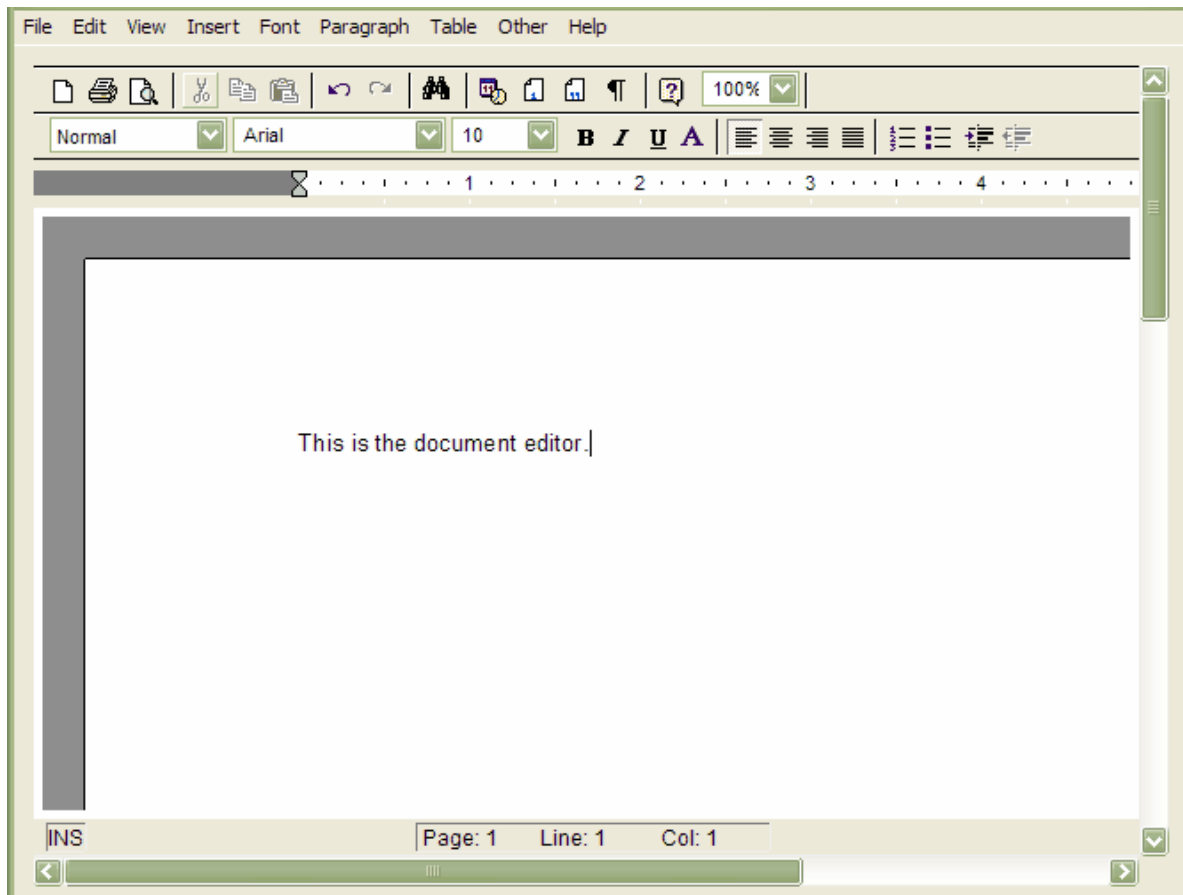 File Edit View Insert Font Paragraph Table Other Help
100%
Normal Arial 10 B I U A
1 2 3 4
This is the document editor.
INS Page: 1 Line: 1 Col: 1